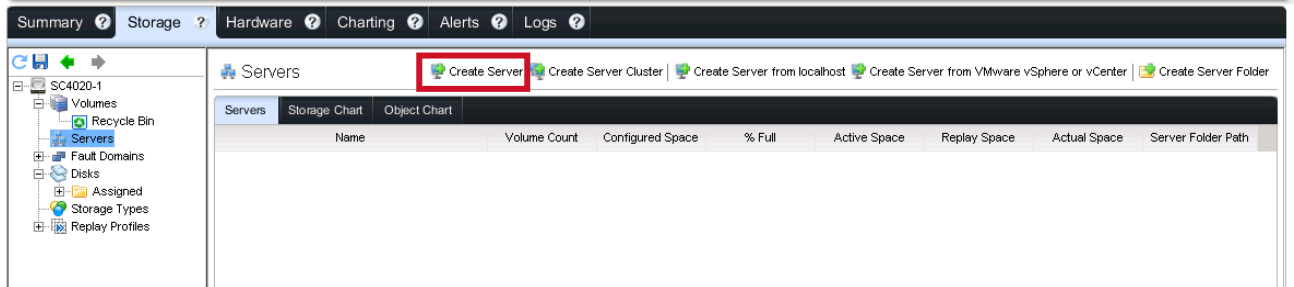 Summary ? Storage ? Hardware ? Charting ? Alerts ? Logs ?
SC4020-1
Volumes
Recycle Bin
Servers
Fault Domains
Disks
Assigned
Storage Types
Replay Profiles
Servers Create Server Create Server Cluster | Create Server from localhost Create Server from VMware vSphere or vCenter | Create Server Folder
Servers Storage Chart Object Chart
Name Volume Count Configured Space % Full Active Space Replay Space Actual Space Server Folder Path